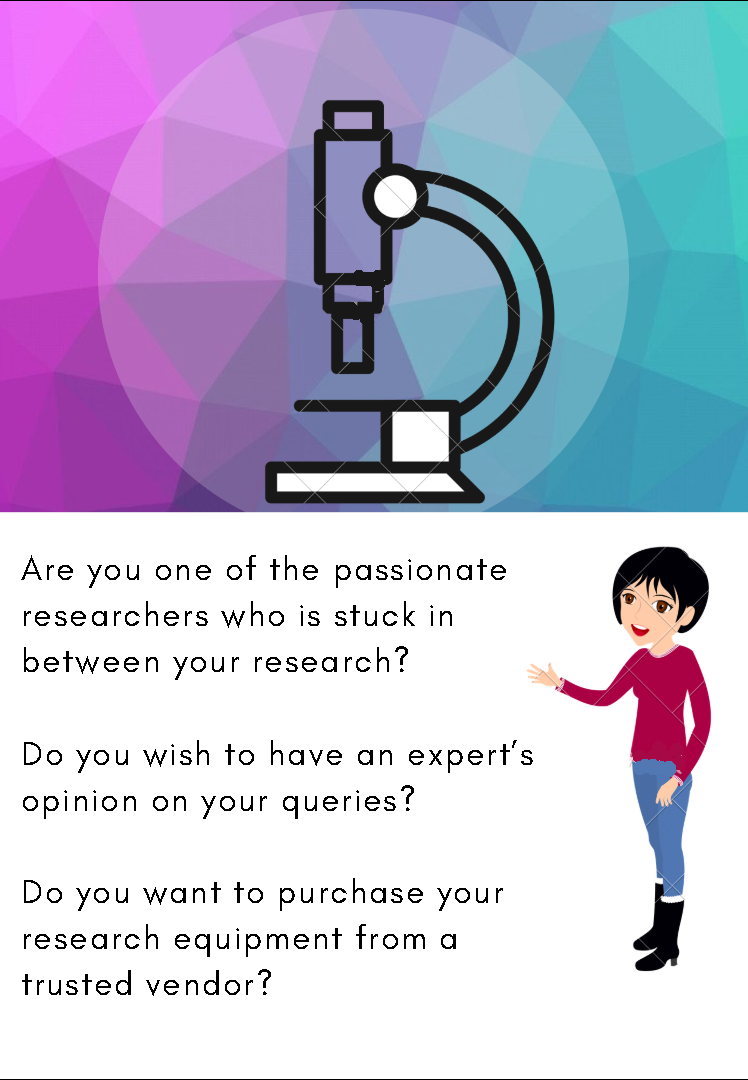 Are you one of the passionate
researchers who is stuck in
between your research?
Do you wish to have an expert's
opinion on your queries?
Do you want to purchase your
research equipment from a
trusted vendor?